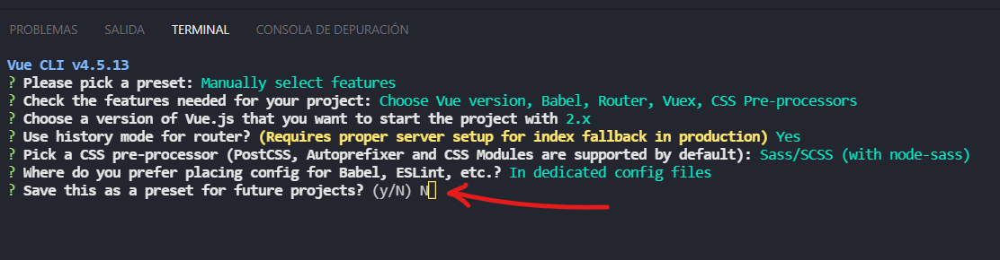 PROBLEMAS SALIDA TERMINAL CONSOLA DE DEPURACIÓN
Vue CLI v4.5.13
? Please pick a preset: Manually select features
? Check the features needed for your project: Choose Vue version, Babel, Router, Vuex, CSS Pre-processors
? Choose a version of Vue.js that you want to start the project with 2.x
? Use history mode for router? (Requires proper server setup for index fallback in production) Yes
? Pick a CSS pre-processor (PostCSS, Autoprefixer and CSS Modules are supported by default): Sass/SCSS (with node-sass)
? Where do you prefer placing config for Babel, ESLint, etc.? In dedicated config files
? Save this as a preset for future projects? (y/N) N